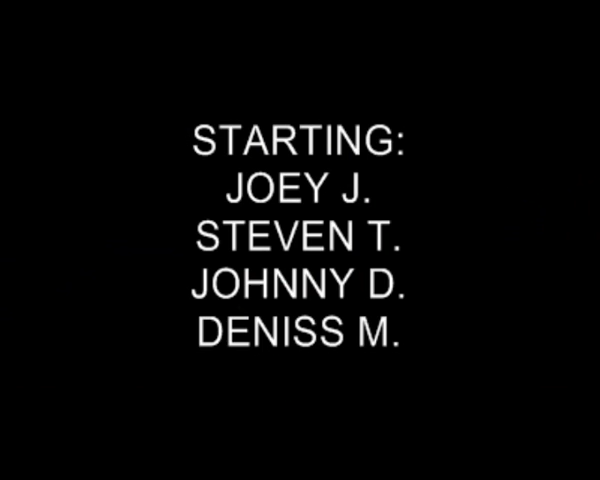 STARTING:
JOEY J.
STEVEN T.
JOHNNY D.
DENISS M.